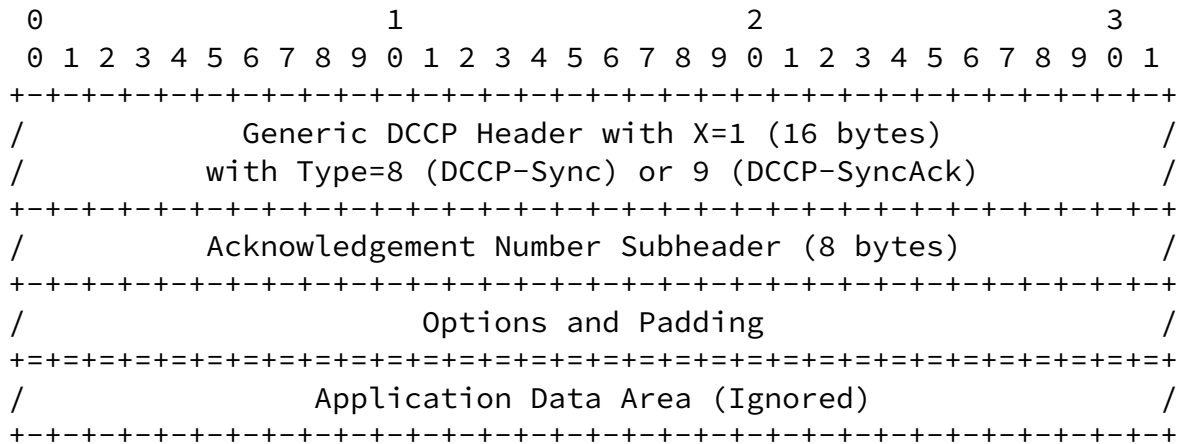 0                   1                   2                   3
 0 1 2 3 4 5 6 7 8 9 0 1 2 3 4 5 6 7 8 9 0 1 2 3 4 5 6 7 8 9 0 1
+-+-+-+-+-+-+-+-+-+-+-+-+-+-+-+-+-+-+-+-+-+-+-+-+-+-+-+-+-+-+-+-+
/            Generic DCCP Header with X=1 (16 bytes)            /
/          with Type=8 (DCCP-Sync) or 9 (DCCP-SyncAck)          /
+-+-+-+-+-+-+-+-+-+-+-+-+-+-+-+-+-+-+-+-+-+-+-+-+-+-+-+-+-+-+-+-+
/          Acknowledgement Number Subheader (8 bytes)           /
+-+-+-+-+-+-+-+-+-+-+-+-+-+-+-+-+-+-+-+-+-+-+-+-+-+-+-+-+-+-+-+-+
/                      Options and Padding                      /
+=+=+=+=+=+=+=+=+=+=+=+=+=+=+=+=+=+=+=+=+=+=+=+=+=+=+=+=+=+=+=+=+
/                Application Data Area (Ignored)                /
+-+-+-+-+-+-+-+-+-+-+-+-+-+-+-+-+-+-+-+-+-+-+-+-+-+-+-+-+-+-+-+-+